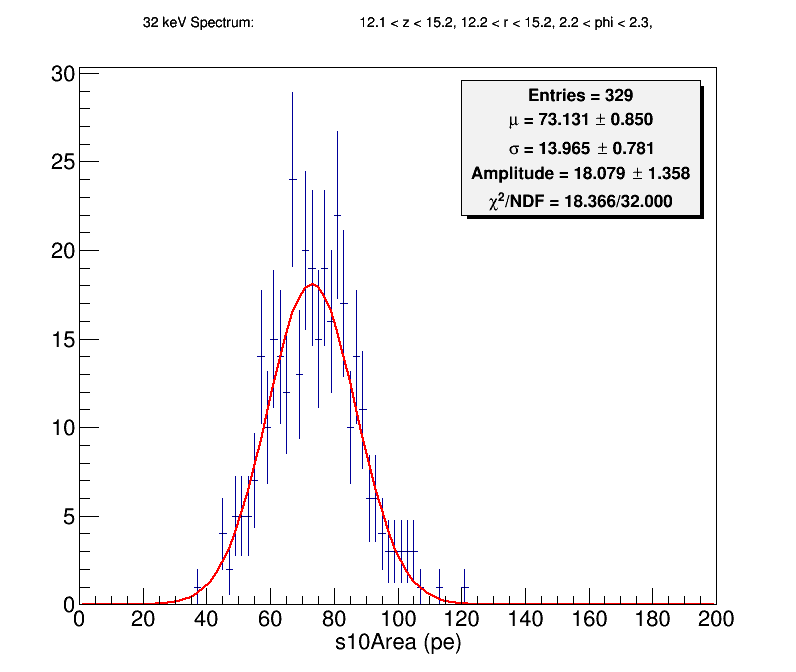 32 keV Spectrum: 12.1 < z < 15.2, 12.2 < r < 15.2, 2.2 < phi < 2.3,
Entries = 329
μ = 73.131 ± 0.850
σ = 13.965 ± 0.781
Amplitude = 18.079 ± 1.358
χ²/NDF = 18.366/32.000
30
25
20
15
10
5
0
0 20 40 60 80 100 120 140 160 180 200
s10Area (pe)